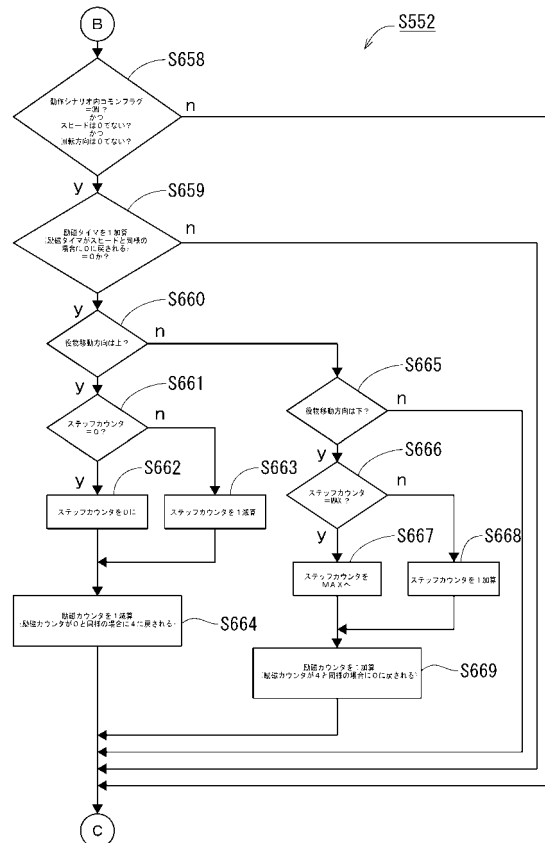 B
S552
S658
動作シナリオ向コモンフラグ
かつ
スピードは0でない?
かつ
回転方向は0でない?
n
y
S659
励磁タイマを1加算
(励磁タイマがスピードと同様の
場合に0に戻される)
=0か?
n
y
S660
役物移動方向は上?
n
y
S661
ステップカウンタ
=0?
n
y
S662
ステップカウンタを0に
S663
ステップカウンタを1減算
励磁カウンタを1減算
(励磁カウンタが0と同様の場合に4に戻される)
S664
S665
役物移動方向は下?
n
y
S666
ステップカウンタ
=MAX?
n
y
S667
ステップカウンタを
MAXへ
S668
ステップカウンタを1加算
励磁カウンタを1加算
(励磁カウンタが4と同様の場合に0に戻される)
S669
C